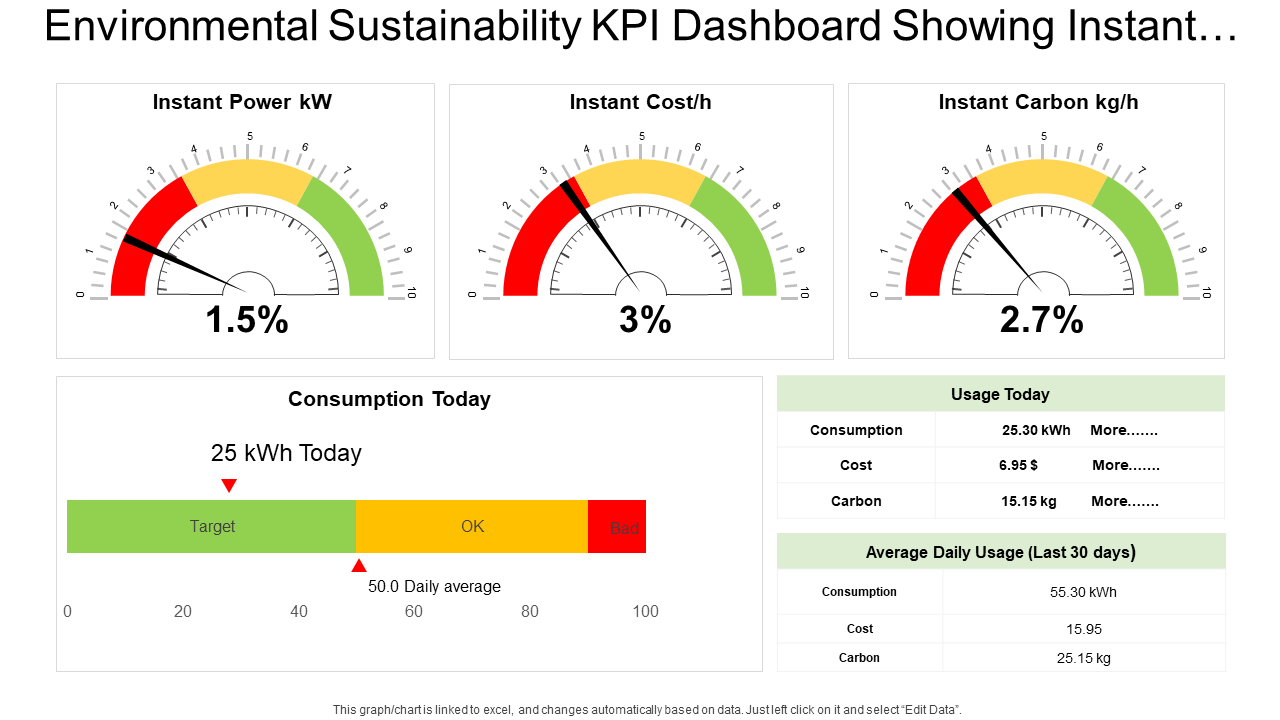 Environmental Sustainability KPI Dashboard Showing Instant…
Instant Power kW
0 1 2 3 4 5 6 7 8 9 10
1.5%
Instant Cost/h
0 1 2 3 4 5 6 7 8 9 10
3%
Instant Carbon kg/h
0 1 2 3 4 5 6 7 8 9 10
2.7%
Consumption Today
25 kWh Today
Target OK Bad
50.0 Daily average
0 20 40 60 80 100
Usage Today
Consumption 25.30 kWh More.......
Cost 6.95 $ More.......
Carbon 15.15 kg More.......
Average Daily Usage (Last 30 days)
Consumption 55.30 kWh
Cost 15.95
Carbon 25.15 kg
This graph/chart is linked to excel, and changes automatically based on data. Just left click on it and select “Edit Data”.